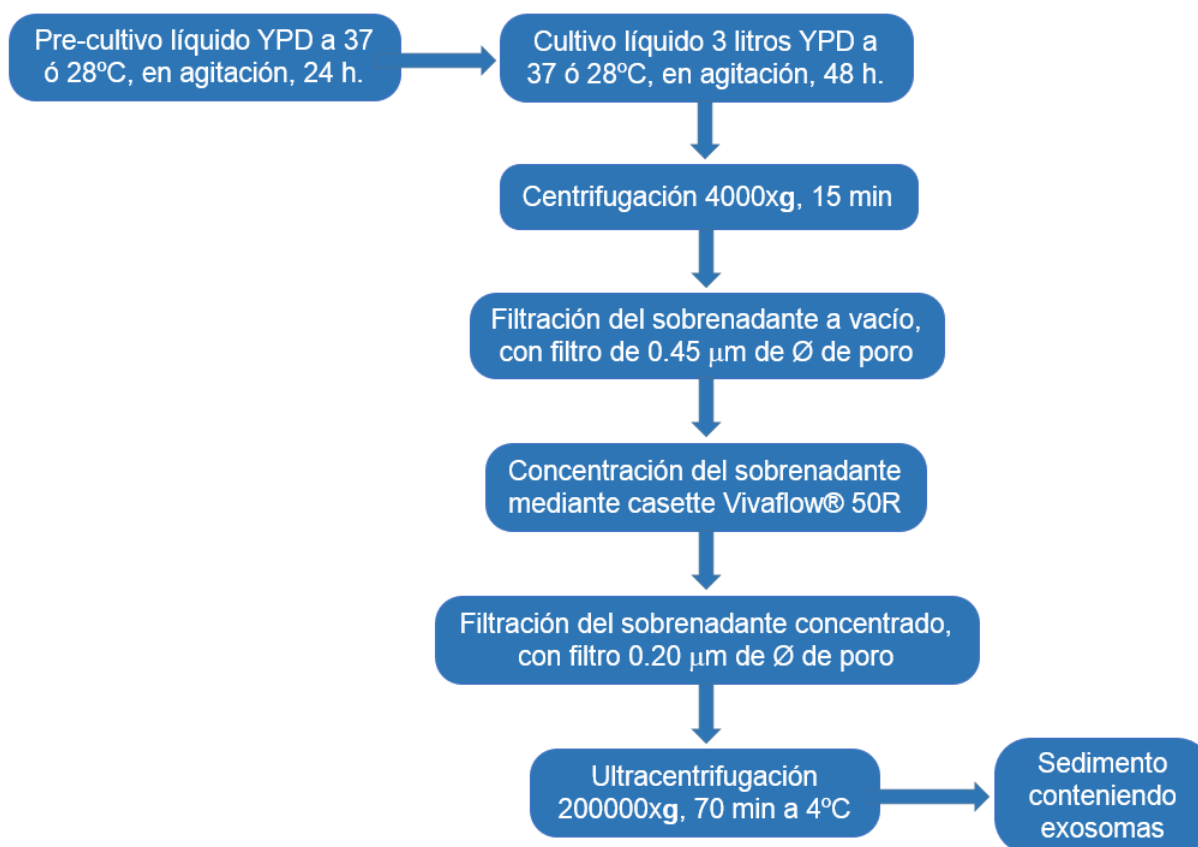 Pre-cultivo líquido YPD a 37
ó 28ºC, en agitación, 24 h.
Cultivo líquido 3 litros YPD a
37 ó 28ºC, en agitación, 48 h.
Centrifugación 4000xg, 15 min
Filtración del sobrenadante a vacío,
con filtro de 0.45 μm de Ø de poro
Concentración del sobrenadante
mediante casette Vivaflow® 50R
Filtración del sobrenadante concentrado,
con filtro 0.20 μm de Ø de poro
Ultracentrifugación
200000xg, 70 min a 4ºC
Sedimento
conteniendo
exosomas